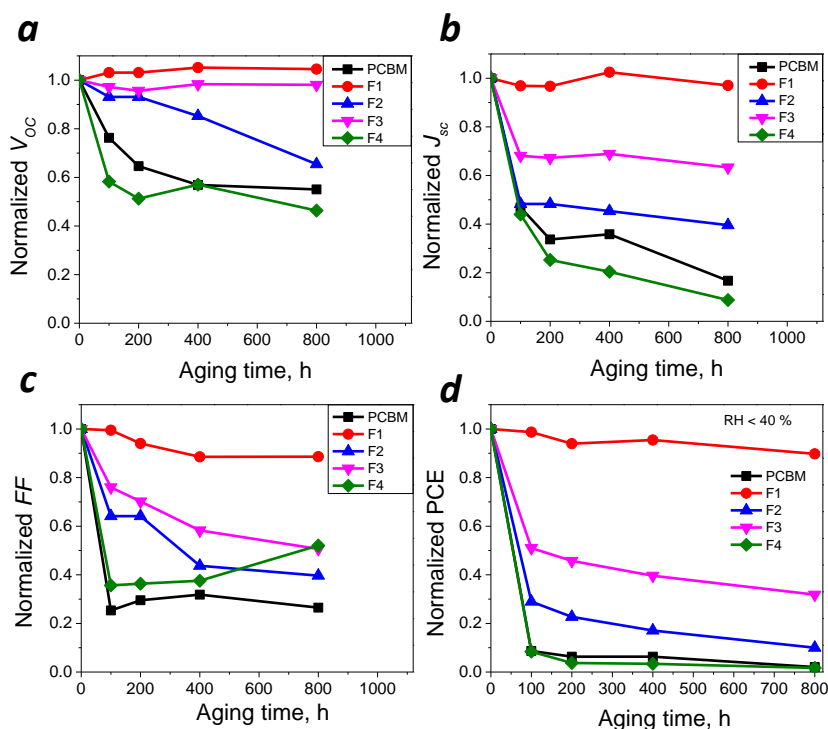 a
1.0
0.8
0.6
0.4
0.2
0.0
Normalized VOC
0 200 400 600 800 1000
Aging time, h
PCBM
F1
F2
F3
F4
b
1.0
0.8
0.6
0.4
0.2
0.0
Normalized Jsc
0 200 400 600 800 1000
Aging time, h
PCBM
F1
F2
F3
F4
c
1.0
0.8
0.6
0.4
0.2
0.0
Normalized FF
0 200 400 600 800 1000
Aging time, h
PCBM
F1
F2
F3
F4
d
RH < 40 %
1.0
0.8
0.6
0.4
0.2
0.0
Normalized PCE
0 100 200 300 400 500 600 700 800
Aging time, h
PCBM
F1
F2
F3
F4